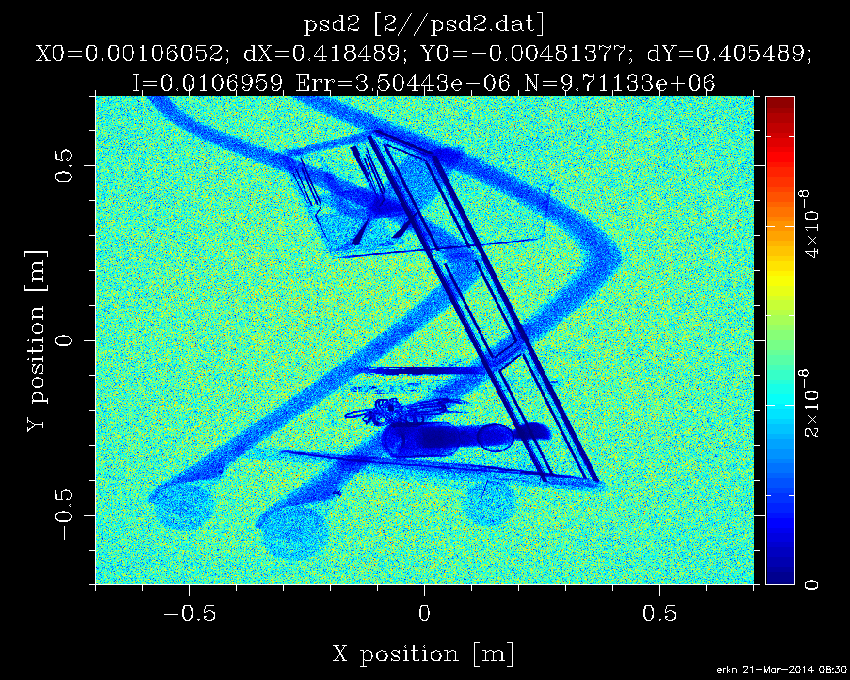 psd2 [2//psd2.dat]
X0=0.00106052; dX=0.418489; Y0=-0.00481377; dY=0.405489;
I=0.0106959 Err=3.50443e-06 N=9.71133e+06
0.5
0
-0.5
Y position [m]
-0.5 0 0.5
X position [m]
4×10⁻⁸
2×10⁻⁸
0
erkn 21-Mar-2014 08:30